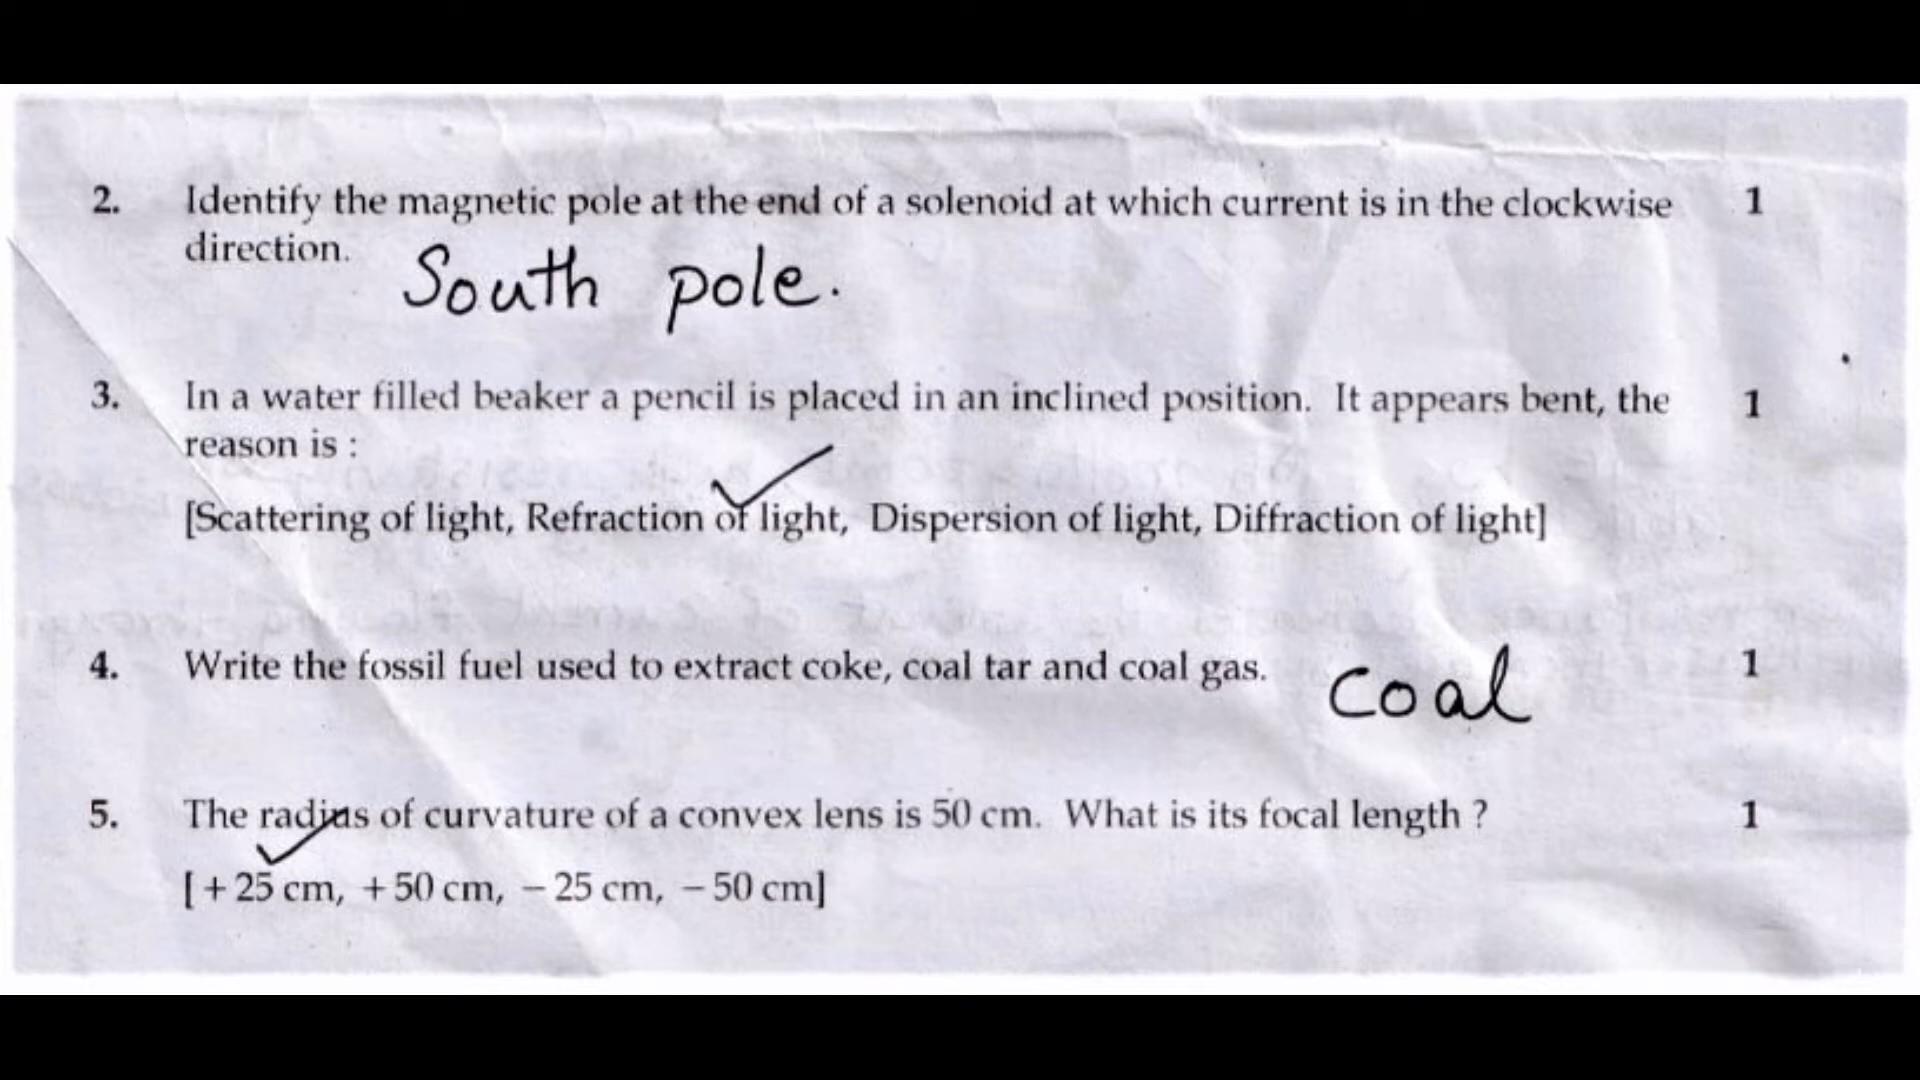 2. Identify the magnetic pole at the end of a solenoid at which current is in the clockwise 1
direction.
South pole.
3. In a water filled beaker a pencil is placed in an inclined position. It appears bent, the 1
reason is :
[Scattering of light, Refraction of light, Dispersion of light, Diffraction of light]
4. Write the fossil fuel used to extract coke, coal tar and coal gas. coal 1
5. The radius of curvature of a convex lens is 50 cm. What is its focal length ? 1
[+25 cm, +50 cm, –25 cm, –50 cm]